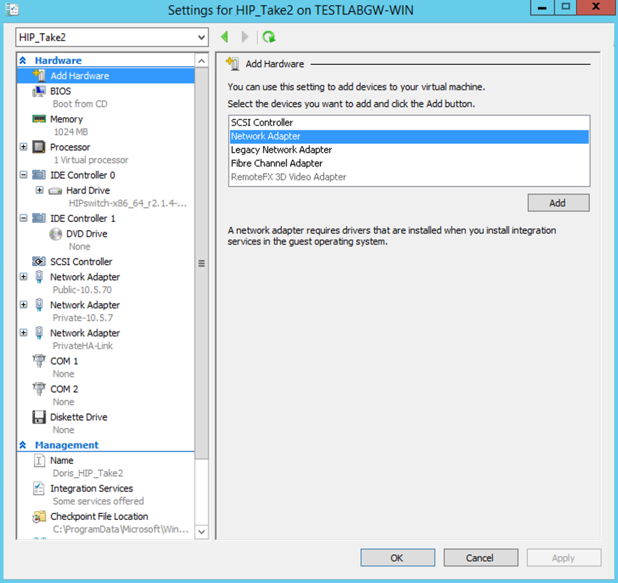 Settings for HIP_Take2 on TESTLABGW-WIN
HIP_Take2
Hardware
Add Hardware
BIOS
Boot from CD
Memory
1024 MB
Processor
1 Virtual processor
IDE Controller 0
Hard Drive
HIPswitch-x86_64_r2.1.4-...
IDE Controller 1
DVD Drive
None
SCSI Controller
Network Adapter
Public-10.5.70
Network Adapter
Private-10.5.7
Network Adapter
PrivateHA-Link
COM 1
None
COM 2
None
Diskette Drive
None
Management
Name
Doris_HIP_Take2
Integration Services
Some services offered
Checkpoint File Location
C:\ProgramData\Microsoft\Win...
Add Hardware
You can use this setting to add devices to your virtual machine.
Select the devices you want to add and click the Add button.
SCSI Controller
Network Adapter
Legacy Network Adapter
Fibre Channel Adapter
RemoteFX 3D Video Adapter
Add
A network adapter requires drivers that are installed when you install integration
services in the guest operating system.
OK
Cancel
Apply